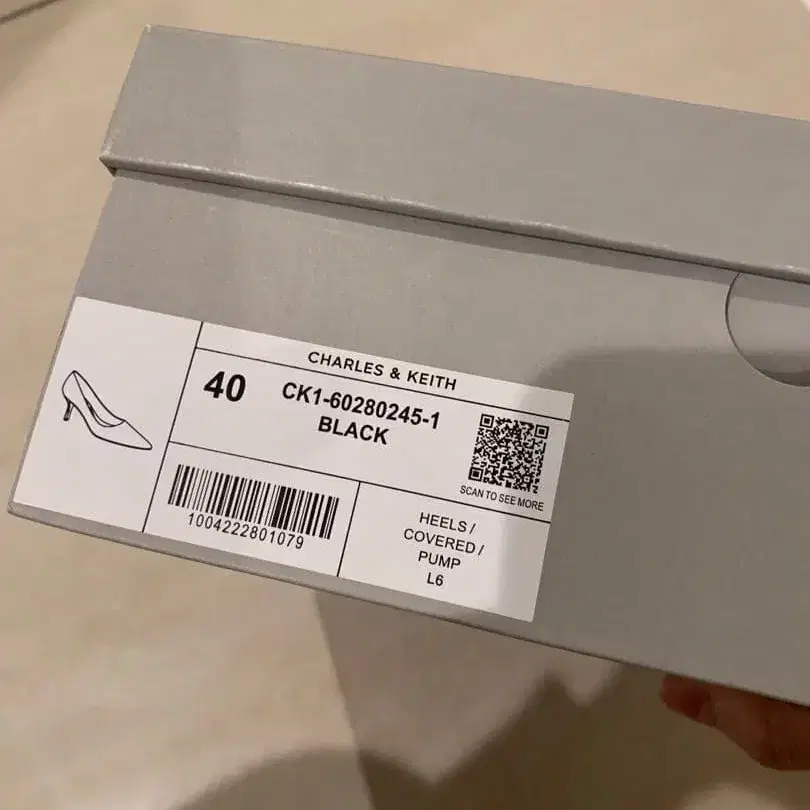 CHARLES & KEITH
40
CK1-60280245-1
BLACK
SCAN TO SEE MORE
1004222801079
HEELS /
COVERED /
PUMP
L6